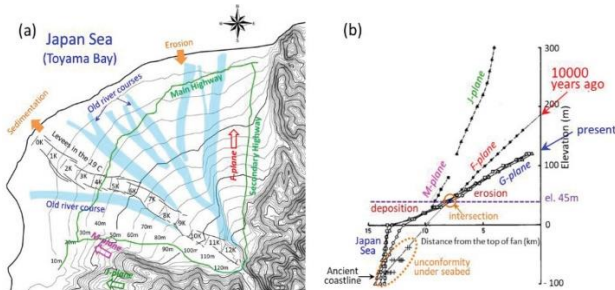 (a)
Japan Sea
(Toyama Bay)
Erosion
Sedimentation
Old river courses
Main Highway
Secondary Highway
Levees in the 19 C
I-plane
0K
1K
2K
3K
4K
5K
6K
7K
8K
9K
10K
11K
12K
Old river course
M-plane
J-plane
10m
20m
30m
40m
50m
60m
70m
80m
90m
100m
110m
120m
(b)
300
200
100
0
-100
Elevation (m)
10000
years ago
present
J-plane
M-plane
F-plane
G-plane
el. 45m
erosion
deposition
intersection
15
10
5
0
Distance from the top of fan (km)
Japan
Sea
unconformity
under seabed
Ancient
coastline